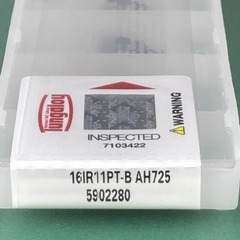 Tungaloy
INSPECTED
7103422
WARNING
16IR11PT-B AH725
5902280